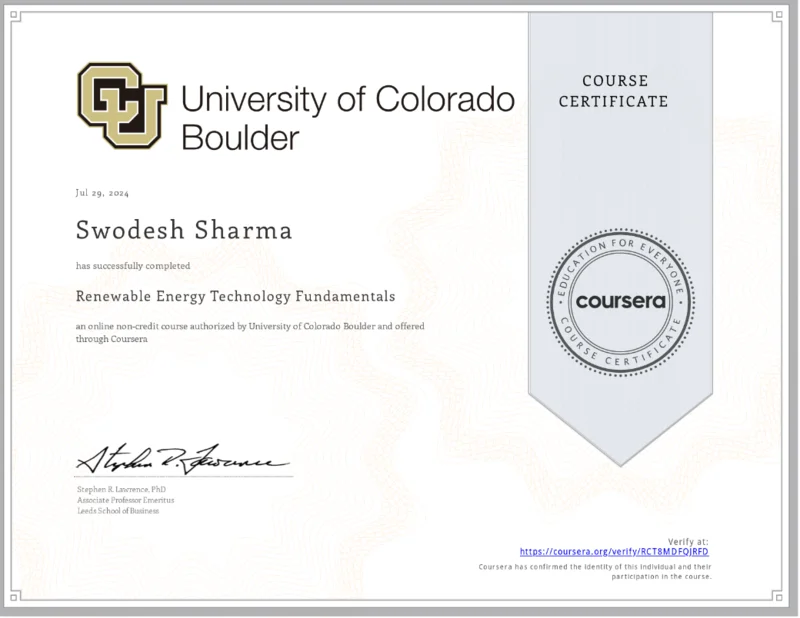 CU
University of Colorado
Boulder
COURSE
CERTIFICATE
Jul 29, 2024
Swodesh Sharma
has successfully completed
Renewable Energy Technology Fundamentals
an online non-credit course authorized by University of Colorado Boulder and offered
through Coursera
EDUCATION FOR EVERYONE
coursera
COURSE CERTIFICATE
Stephen R. Lawrence
Stephen R. Lawrence, PhD
Associate Professor Emeritus
Leeds School of Business
Verify at:
https://coursera.org/verify/RCT8MDFQJRFD
Coursera has confirmed the identity of this individual and their
participation in the course.